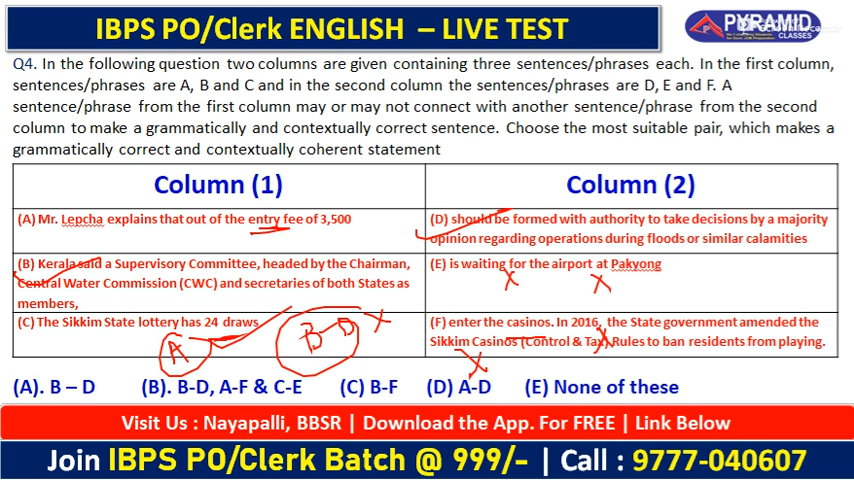 IBPS PO/Clerk ENGLISH – LIVE TEST
PYRAMID
CLASSES
Q4. In the following question two columns are given containing three sentences/phrases each. In the first column,
sentences/phrases are A, B and C and in the second column the sentences/phrases are D, E and F. A
sentence/phrase from the first column may or may not connect with another sentence/phrase from the second
column to make a grammatically and contextually correct sentence. Choose the most suitable pair, which makes a
grammatically correct and contextually coherent statement
Column (1)
Column (2)
(A) Mr. Lepcha explains that out of the entry fee of 3,500
(D) should be formed with authority to take decisions by a majority
opinion regarding operations during floods or similar calamities
(B) Kerala said a Supervisory Committee, headed by the Chairman,
Central Water Commission (CWC) and secretaries of both States as
members,
(E) is waiting for the airport at Pakyong
(C) The Sikkim State lottery has 24 draws
(F) enter the casinos. In 2016, the State government amended the
Sikkim Casinos (Control & Tax) Rules to ban residents from playing.
A
B-D
(A). B – D
(B). B-D, A-F & C-E
(C) B-F
(D) A-D
(E) None of these
Visit Us : Nayapalli, BBSR | Download the App. For FREE | Link Below
Join IBPS PO/Clerk Batch @ 999/- | Call : 9777-040607